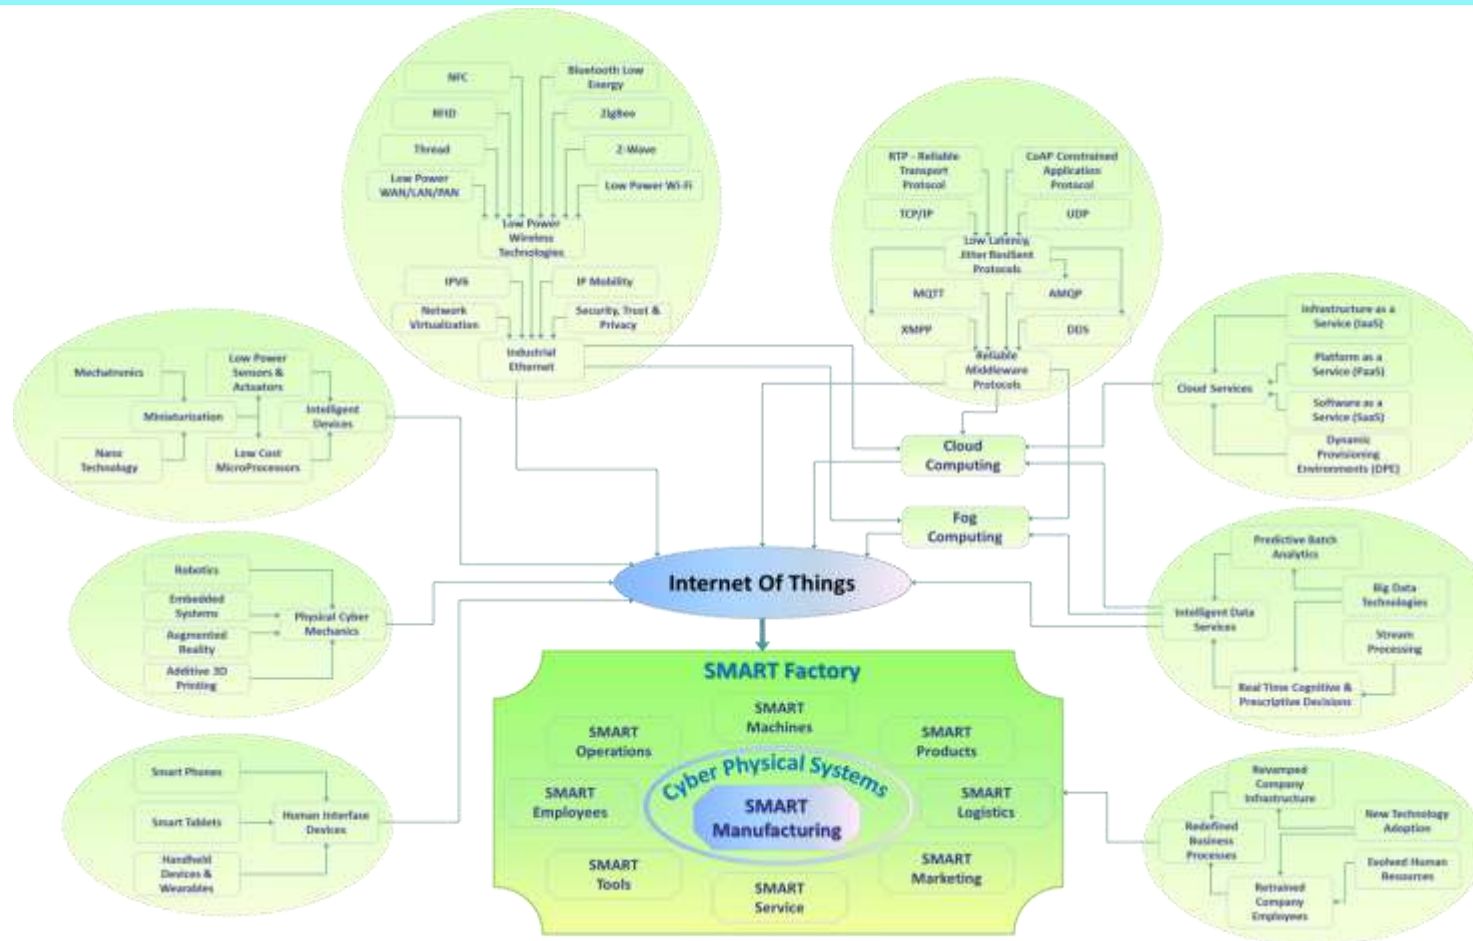 NFC
Bluetooth Low
Energy
RFID
ZigBee
Thread
Z-Wave
Low Power
WAN/LAN/PAN
Low Power Wi-Fi
Low Power
Wireless
Technologies
IPV6
IP Mobility
Network
Virtualization
Security, Trust &
Privacy
Industrial
Ethernet
RTP - Reliable
Transport
Protocol
CoAP Constrained
Application
Protocol
TCP/IP
UDP
Low Latency,
Jitter Resilient
Protocols
MQTT
AMQP
XMPP
DDS
Reliable
Middleware
Protocols
Infrastructure as a
Service (IaaS)
Platform as a
Service (PaaS)
Cloud Services
Software as a
Service (SaaS)
Dynamic
Provisioning
Environments (DPE)
Mechatronics
Low Power
Sensors &
Actuators
Miniaturization
Intelligent
Devices
Nano
Technology
Low Cost
MicroProcessors
Cloud
Computing
Fog
Computing
Predictive Batch
Analytics
Big Data
Technologies
Intelligent Data
Services
Stream
Processing
Real Time Cognitive &
Prescriptive Decisions
Robotics
Embedded
Systems
Physical Cyber
Mechanics
Augmented
Reality
Additive 3D
Printing
Internet Of Things
Smart Phones
Smart Tablets
Human Interface
Devices
Handheld
Devices &
Wearables
SMART Factory
SMART
Machines
SMART
Operations
SMART
Products
Cyber Physical Systems
SMART
Employees
SMART
Manufacturing
SMART
Logistics
SMART
Tools
SMART
Marketing
SMART
Service
Revamped
Company
Infrastructure
New Technology
Adoption
Redefined
Business
Processes
Evolved Human
Resources
Retrained
Company
Employees